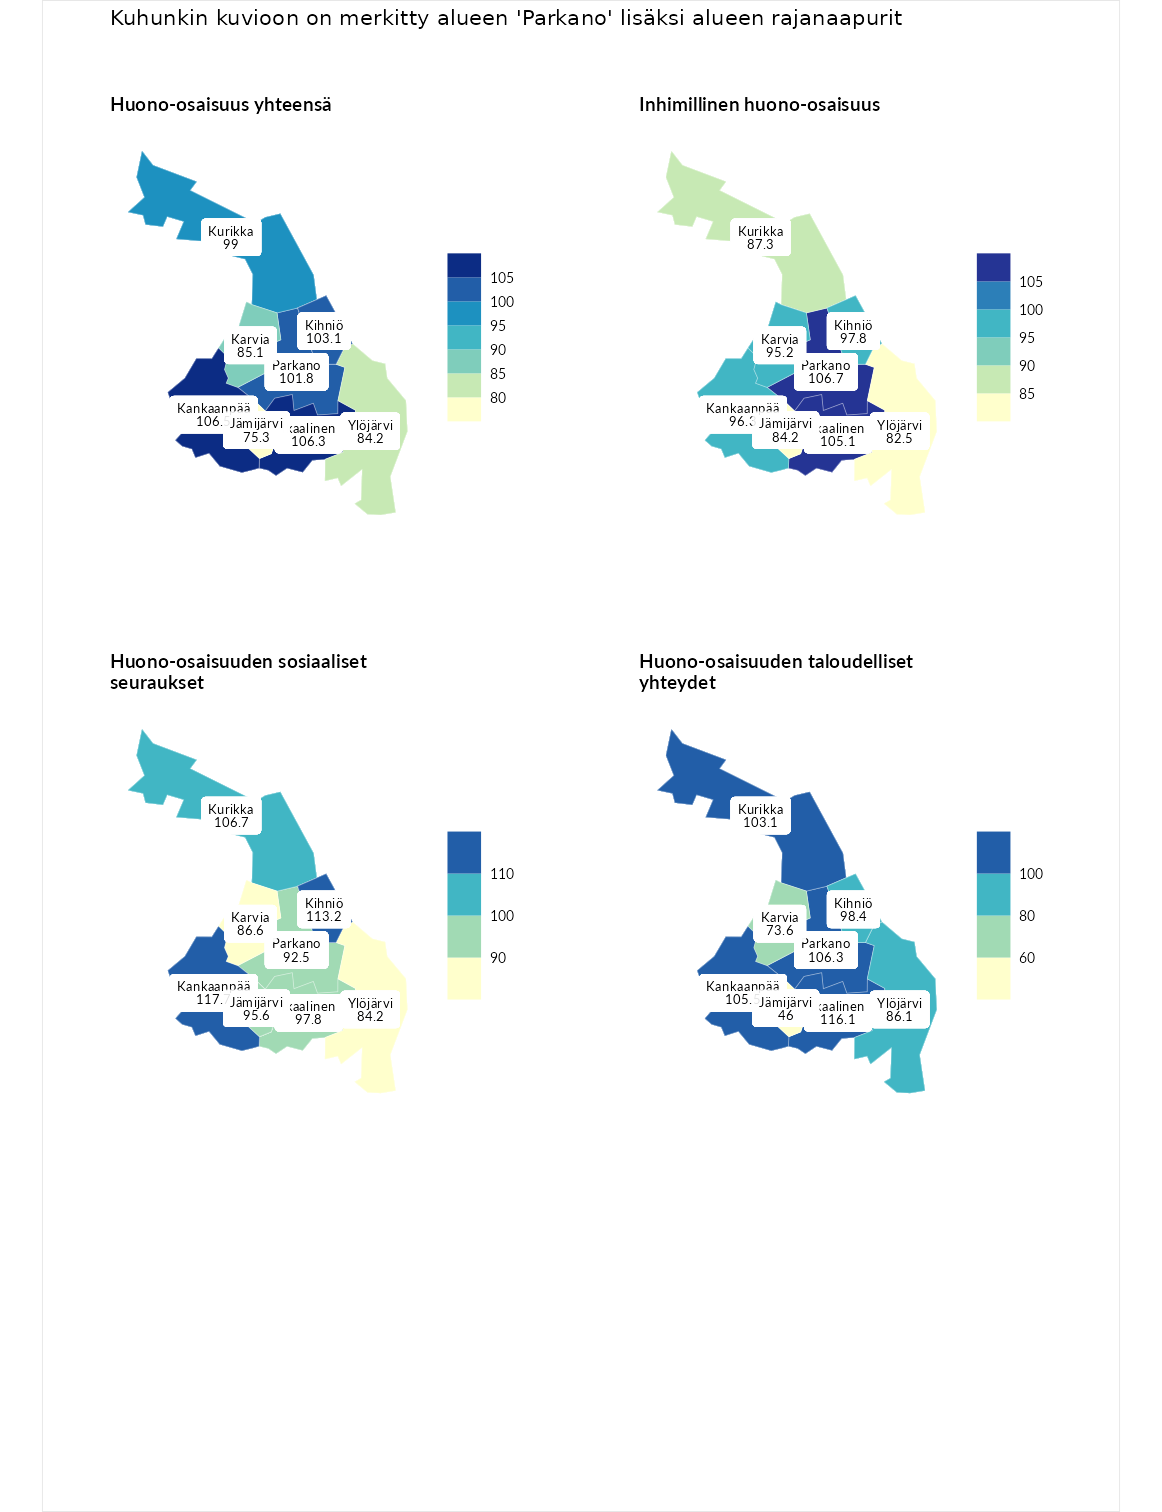 Kuhunkin kuvioon on merkitty alueen 'Parkano' lisäksi alueen rajanaapurit
Huono-osaisuus yhteensä
Kurikka
99
Kihniö
103.1
Karvia
85.1
Parkano
101.8
Kankaanpää
Jämijärvi
75.3
106.3
Ylöjärvi
84.2
105
100
95
90
85
80
Inhimillinen huono-osaisuus
Kurikka
87.3
Kihniö
97.8
Karvia
95.2
Parkano
106.7
Kankaanpää
Jämijärvi
84.2
105.1
Ylöjärvi
82.5
105
100
95
90
85
Huono-osaisuuden sosiaaliset
seuraukset
Kurikka
106.7
Kihniö
113.2
Karvia
86.6
Parkano
92.5
Kankaanpää
Jämijärvi
95.6
97.8
Ylöjärvi
84.2
110
100
90
Huono-osaisuuden taloudelliset
yhteydet
Kurikka
103.1
Kihniö
98.4
Karvia
73.6
Parkano
106.3
Kankaanpää
Jämijärvi
46
116.1
Ylöjärvi
86.1
100
80
60